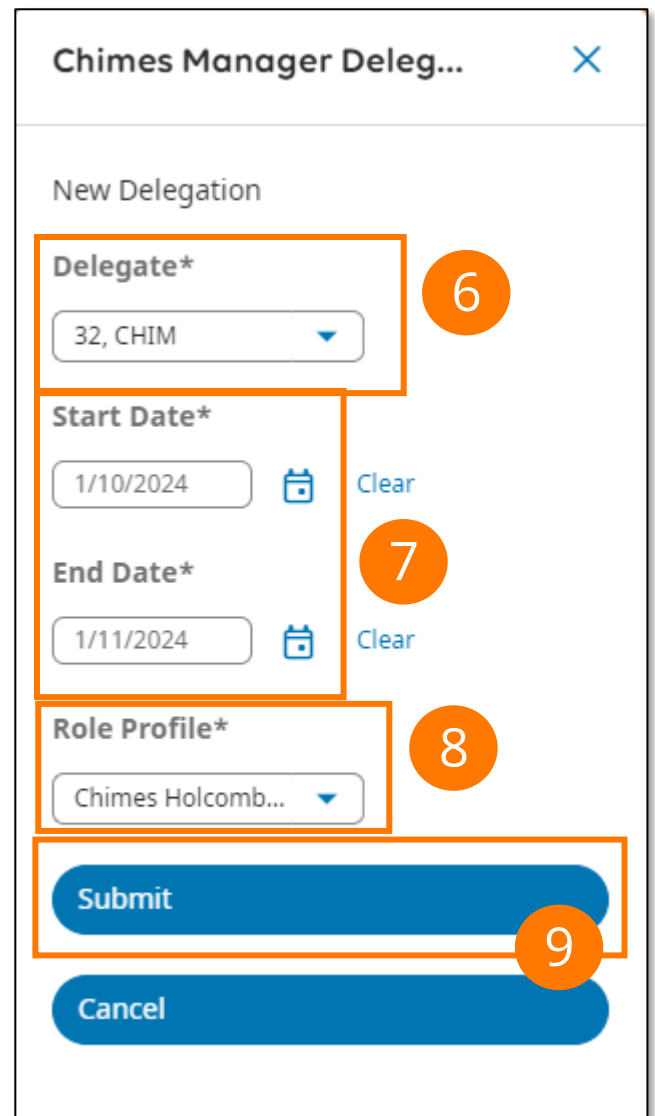 Chimes Manager Deleg...
New Delegation
Delegate*
6
32, CHIM
Start Date*
1/10/2024 Clear
7
End Date*
1/11/2024 Clear
Role Profile*
8
Chimes Holcomb...
Submit
9
Cancel